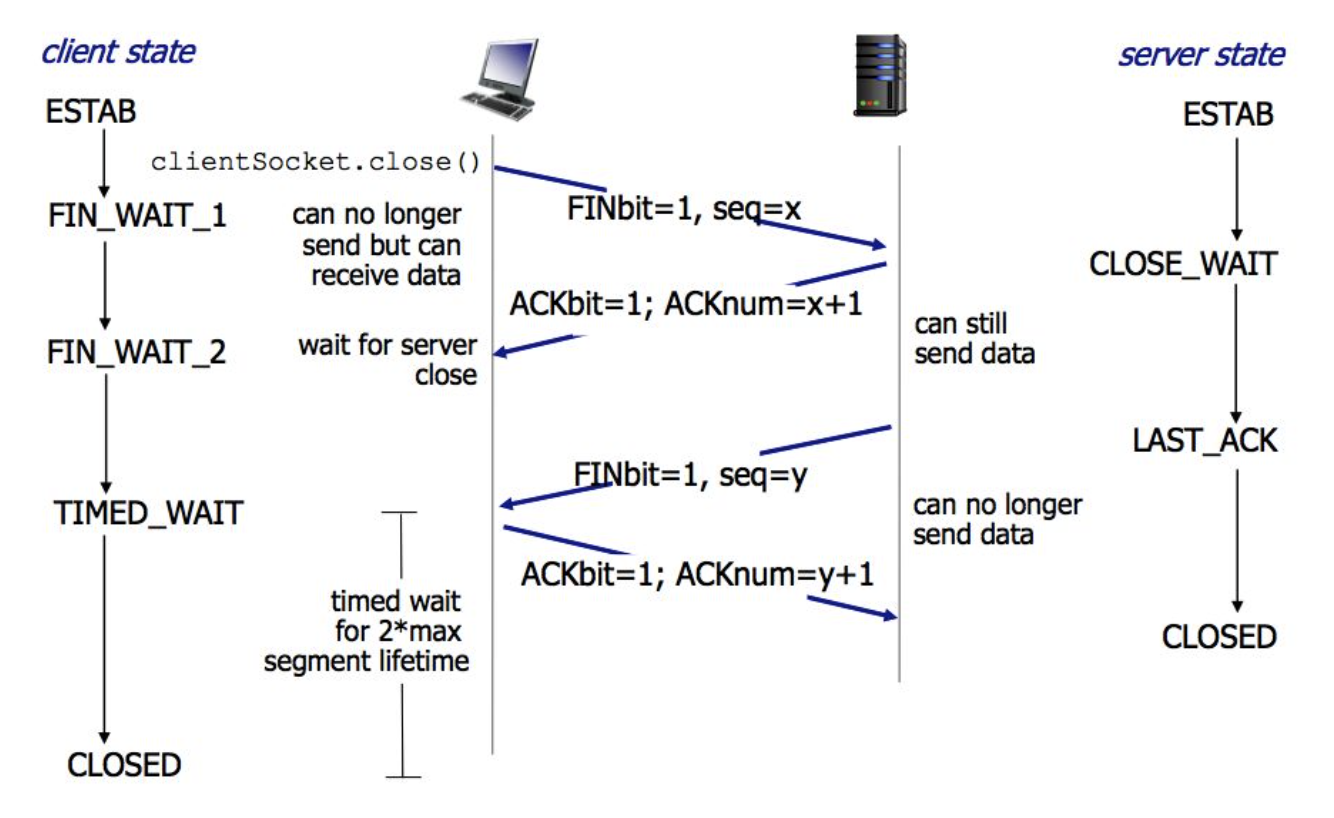 client state
server state
ESTAB
ESTAB
clientSocket.close()
FIN_WAIT_1
can no longer
send but can
receive data
FINbit=1, seq=x
CLOSE_WAIT
ACKbit=1; ACKnum=x+1
can still
send data
FIN_WAIT_2
wait for server
close
LAST_ACK
FINbit=1, seq=y
can no longer
send data
TIMED_WAIT
ACKbit=1; ACKnum=y+1
timed wait
for 2*max
segment lifetime
CLOSED
CLOSED